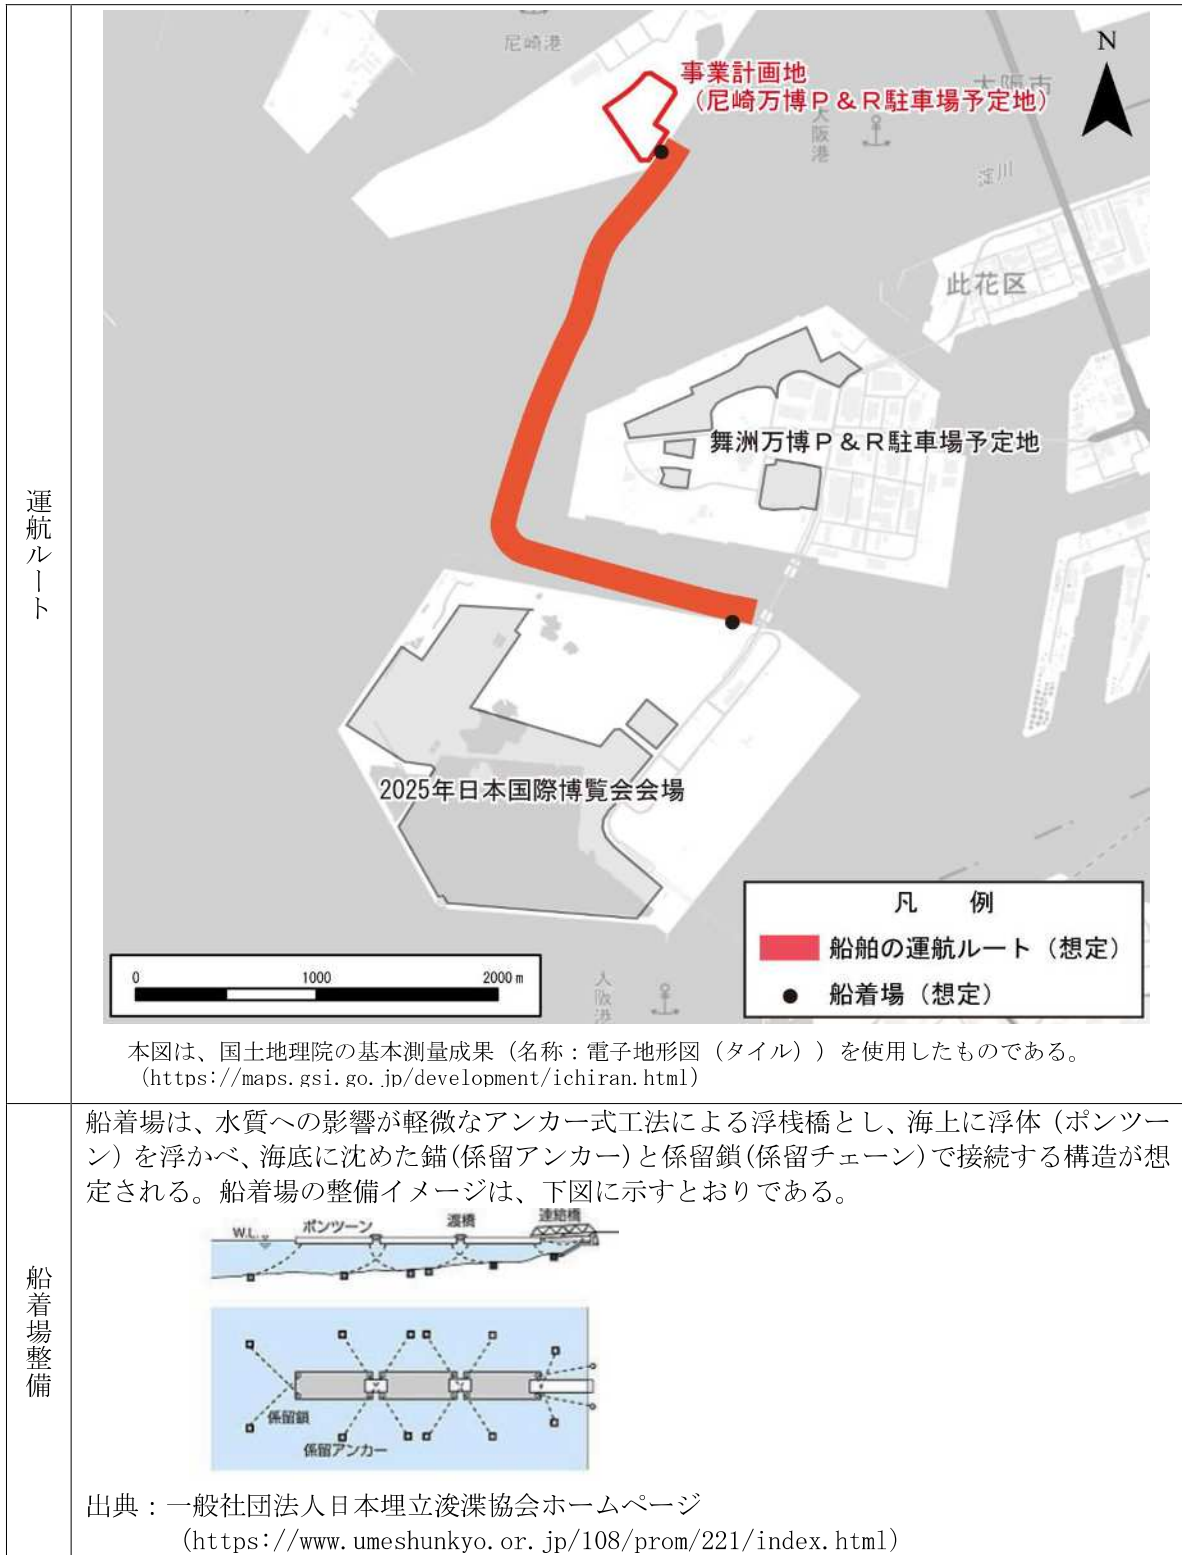 運航ルート
尼崎港
N
事業計画地
(尼崎万博P&R駐車場予定地)
大阪市
大阪港
淀川
此花区
舞洲万博P&R駐車場予定地
2025年日本国際博覧会会場
凡 例
船舶の運航ルート(想定)
船着場(想定)
0 1000 2000m
大阪港
本図は、国土地理院の基本測量成果(名称:電子地形図(タイル))を使用したものである。
(https://maps.gsi.go.jp/development/ichiran.html)
船着場整備
船着場は、水質への影響が軽微なアンカー式工法による浮桟橋とし、海上に浮体(ポンツー
ン)を浮かべ、海底に沈めた錨(係留アンカー)と係留鎖(係留チェーン)で接続する構造が想
定される。船着場の整備イメージは、下図に示すとおりである。
W.L. ポンツーン 渡橋 連絡橋
係留鎖
係留アンカー
出典:一般社団法人日本埋立浚渫協会ホームページ
(https://www.umeshunkyo.or.jp/108/prom/221/index.html)